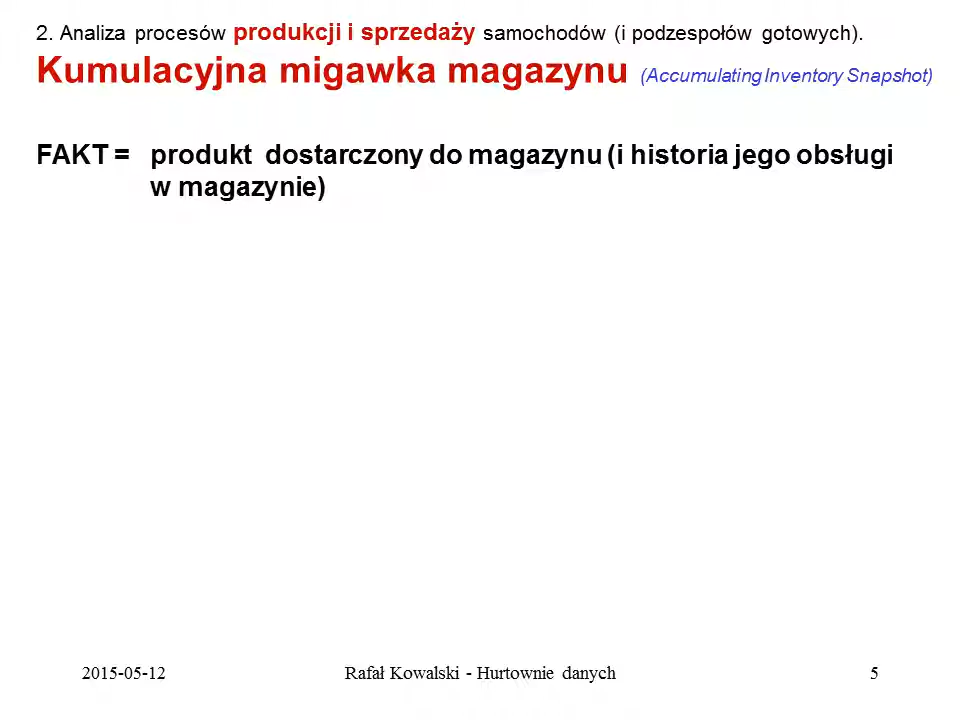 2. Analiza procesów produkcji i sprzedaży samochodów (i podzespołów gotowych).
Kumulacyjna migawka magazynu (Accumulating Inventory Snapshot)
FAKT = produkt dostarczony do magazynu (i historia jego obsługi
w magazynie)
2015-05-12 Rafał Kowalski - Hurtownie danych 5